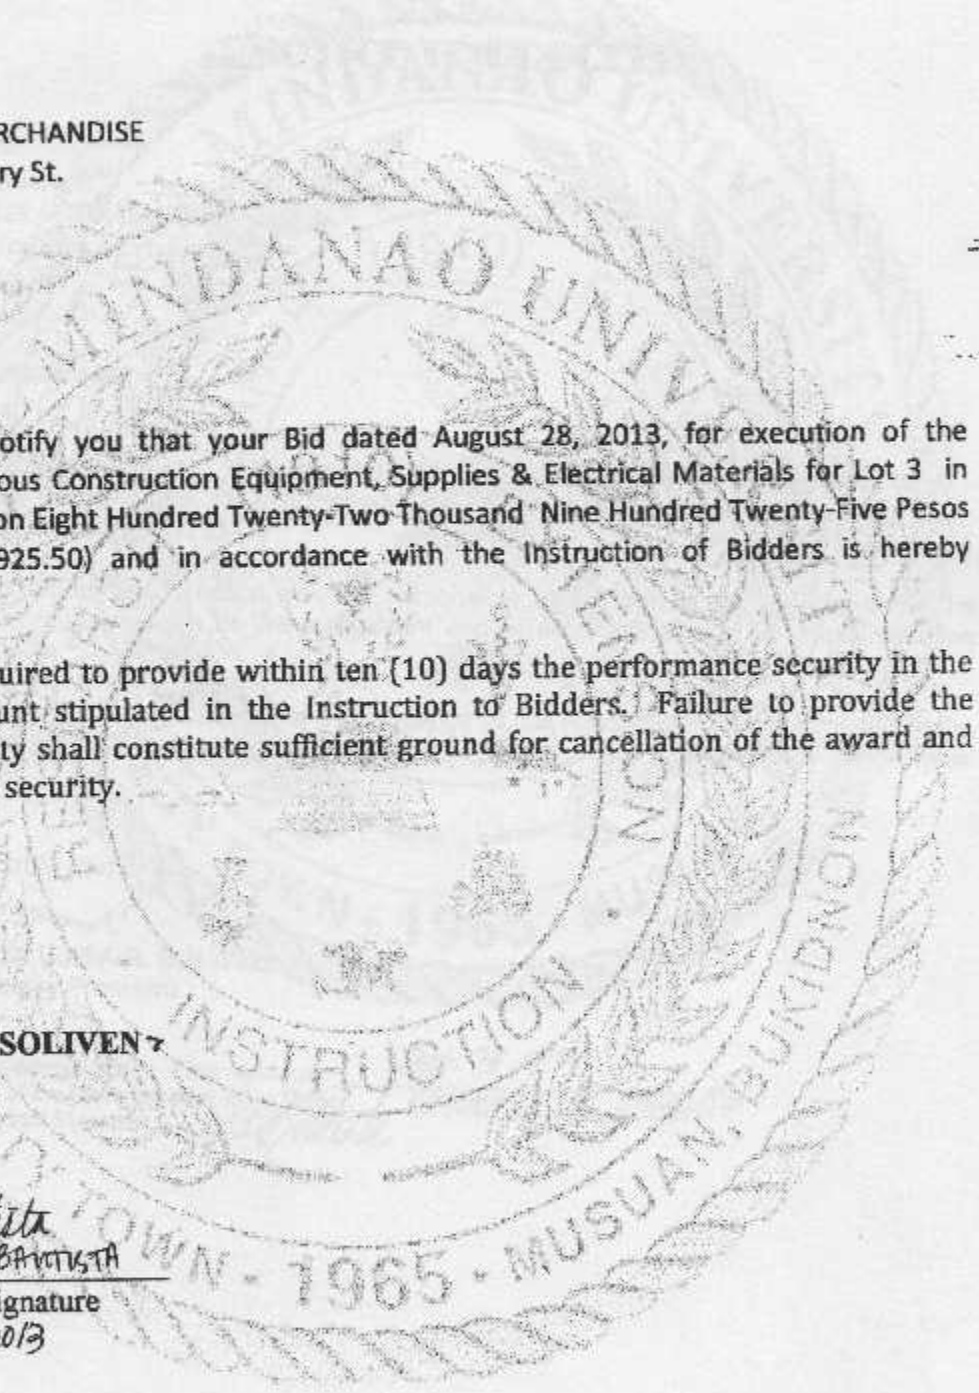 RCHANDISE
ry St.
MINDANAO UNIV
otify you that your Bid dated August 28, 2013, for execution of the
ous Construction Equipment, Supplies & Electrical Materials for Lot 3 in
on Eight Hundred Twenty-Two Thousand Nine Hundred Twenty-Five Pesos
925.50) and in accordance with the Instruction of Bidders is hereby
uired to provide within ten (10) days the performance security in the
unt stipulated in the Instruction to Bidders. Failure to provide the
ty shall constitute sufficient ground for cancellation of the award and
security.
INSTRUCTION
SOLIVEN
TOWN · 1965 · MUSUAN, BUKIDNON
BAUTISTA
ignature
013